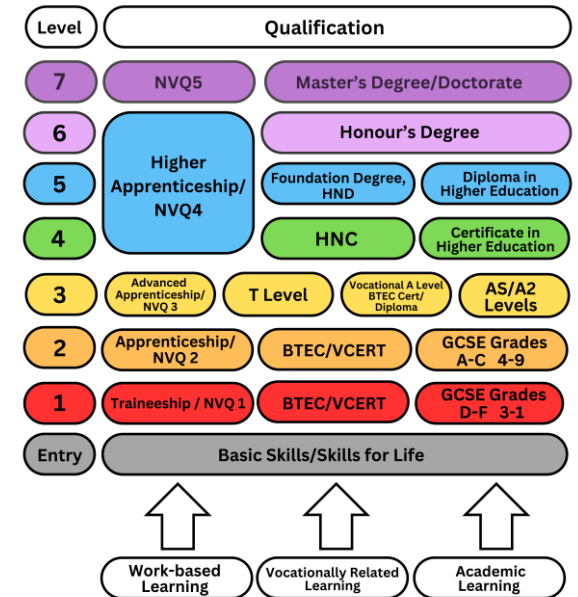 Level
Qualification
7
NVQ5
Master's Degree/Doctorate
6
Higher
Apprenticeship/
NVQ4
Honour's Degree
5
Foundation Degree,
HND
Diploma in
Higher Education
4
HNC
Certificate in
Higher Education
3
Advanced
Apprenticeship/
NVQ 3
T Level
Vocational A Level
BTEC Cert/
Diploma
AS/A2
Levels
2
Apprenticeship/
NVQ 2
BTEC/VCERT
GCSE Grades
A-C 4-9
1
Traineeship / NVQ 1
BTEC/VCERT
GCSE Grades
D-F 3-1
Entry
Basic Skills/Skills for Life
Work-based
Learning
Vocationally Related
Learning
Academic
Learning